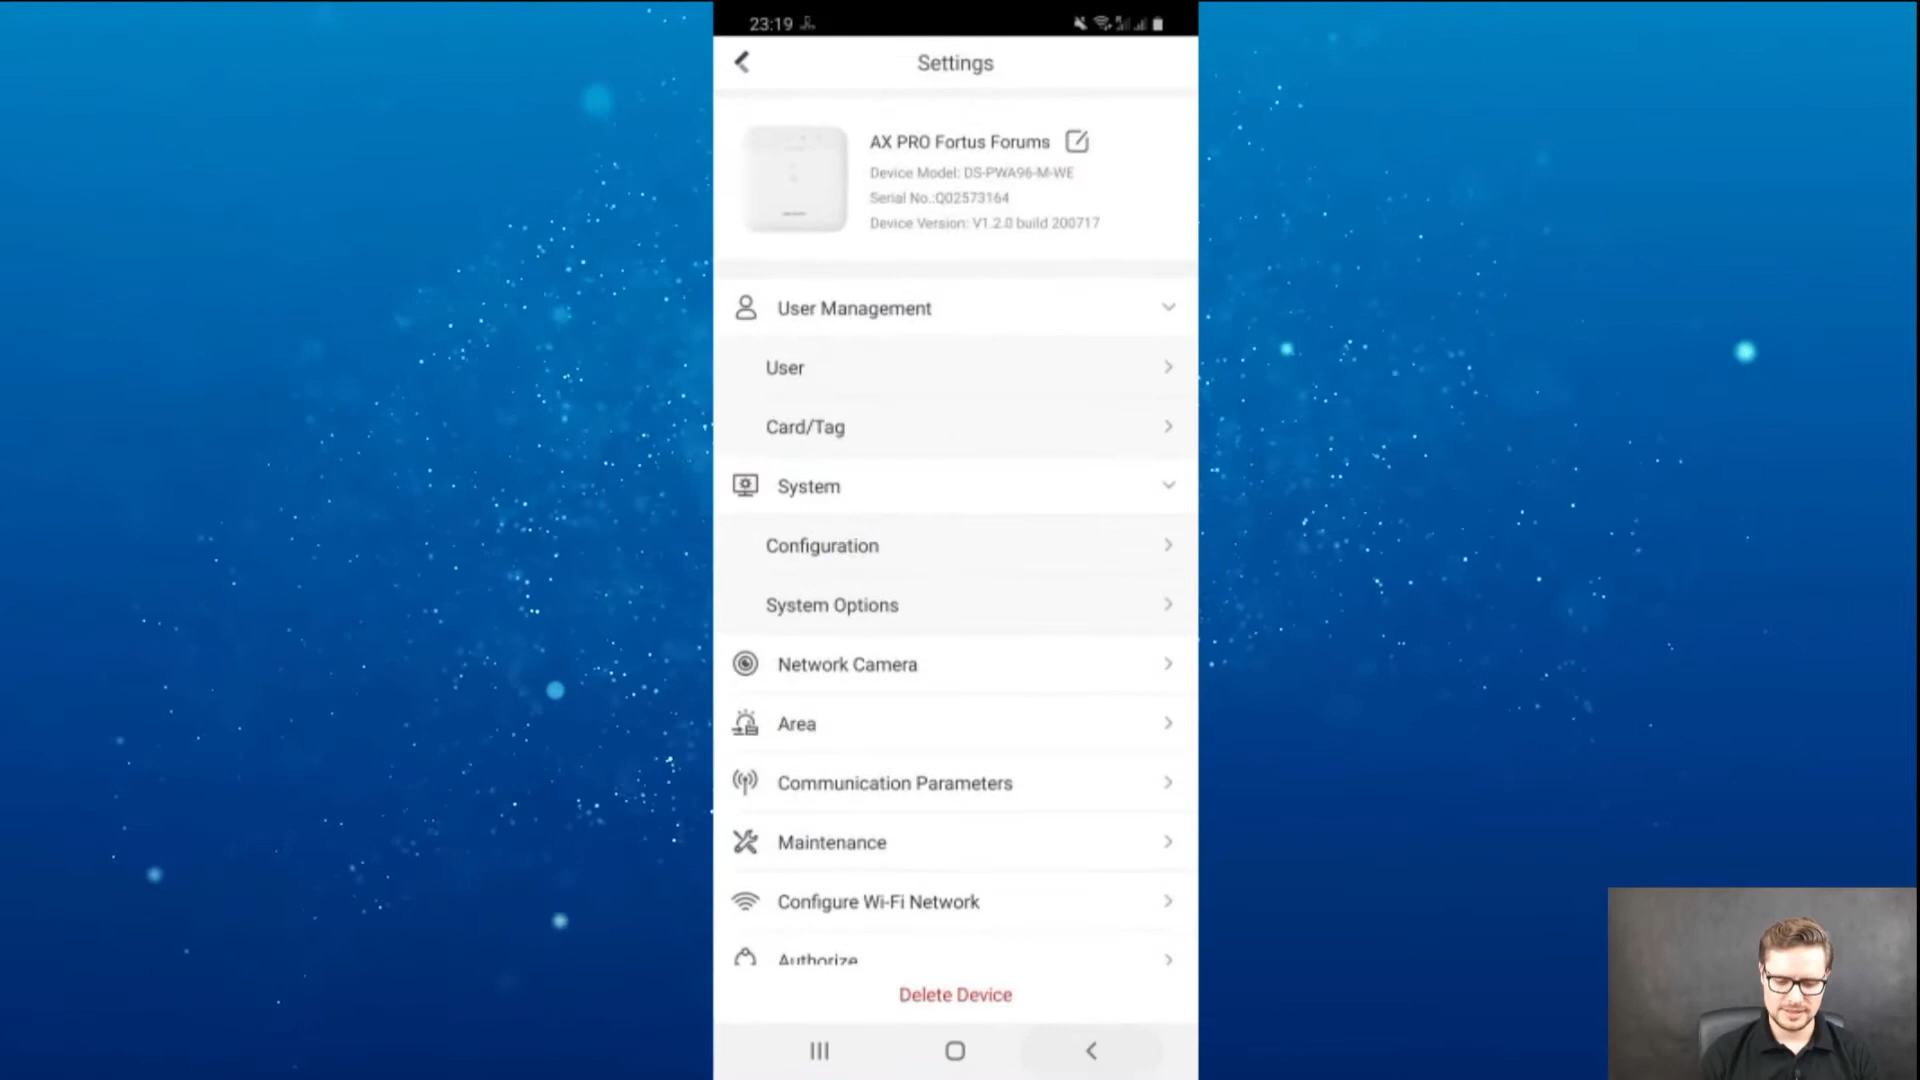 23:19
Settings
AX PRO Fortus Forums
Device Model: DS-PWA96-M-WE
Serial No.:Q02573164
Device Version: V1.2.0 build 200717
User Management
User
Card/Tag
System
Configuration
System Options
Network Camera
Area
Communication Parameters
Maintenance
Configure Wi-Fi Network
Authorize
Delete Device